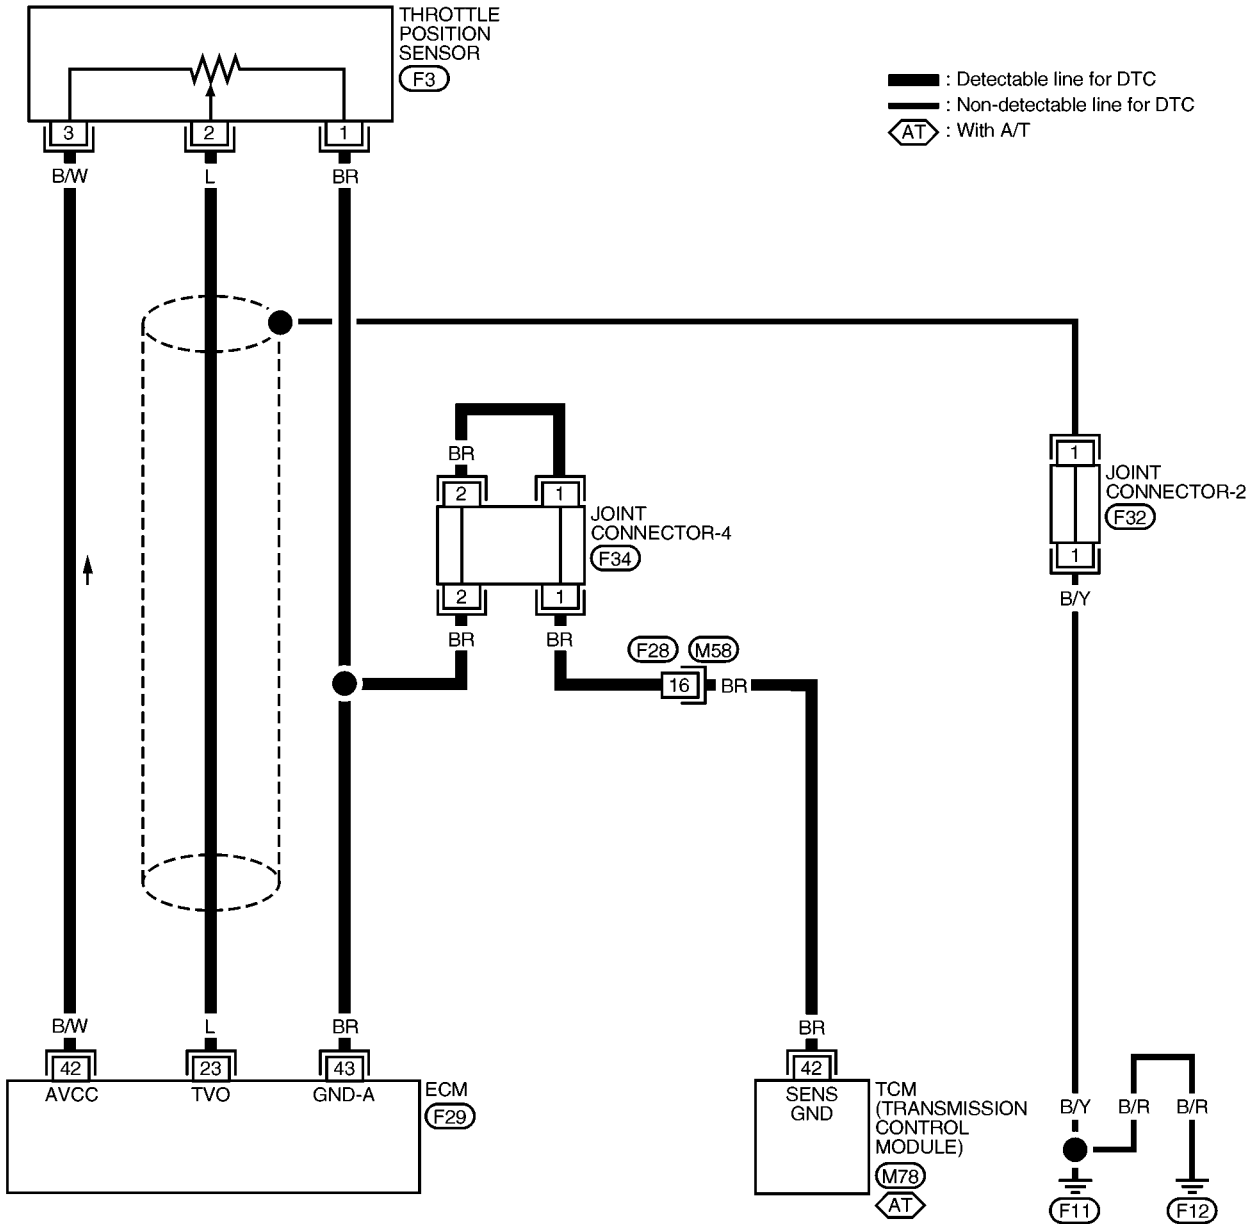 THROTTLE
POSITION
SENSOR
F3
: Detectable line for DTC
: Non-detectable line for DTC
AT : With A/T
3 2 1
B/W L BR
BR
2 1
JOINT
CONNECTOR-4
F34
2 1
BR BR
F28 M58
16 BR
1
JOINT
CONNECTOR-2
F32
1
B/Y
B/W L BR
42 23 43
AVCC TVO GND-A
ECM
F29
BR
42
SENS
GND
TCM
(TRANSMISSION
CONTROL
MODULE)
M78
AT
B/Y B/R B/R
F11 F12